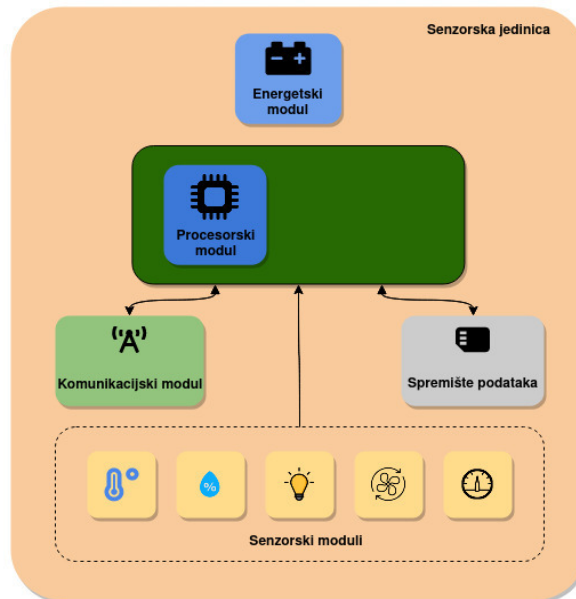 Senzorska jedinica
Energetski
modul
Procesorski
modul
Komunikacijski modul
Spremište podataka
%
Senzorski moduli